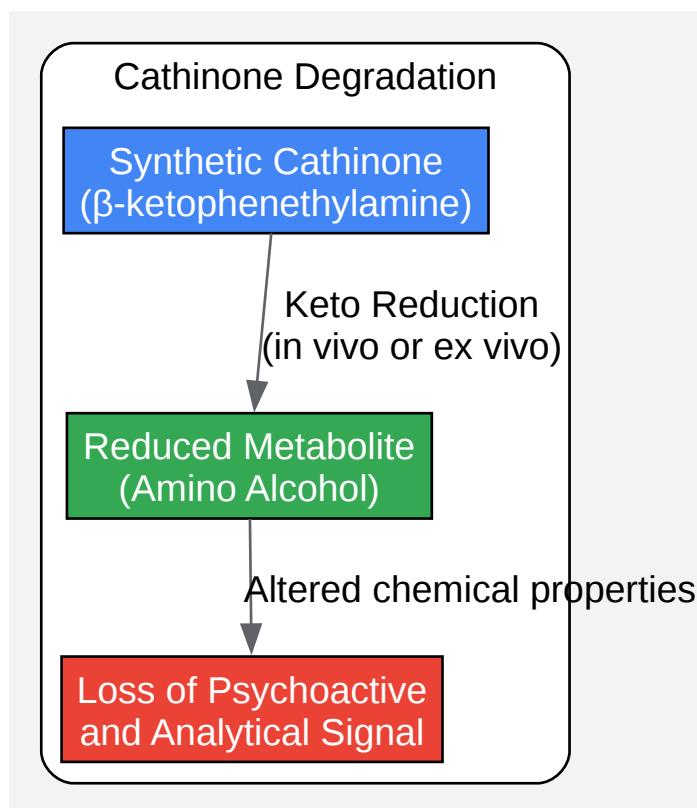 Cathinone Degradation
Synthetic Cathinone
(β-ketophenethylamine)
Keto Reduction
(in vivo or ex vivo)
Reduced Metabolite
(Amino Alcohol)
Altered chemical properties
Loss of Psychoactive
and Analytical Signal